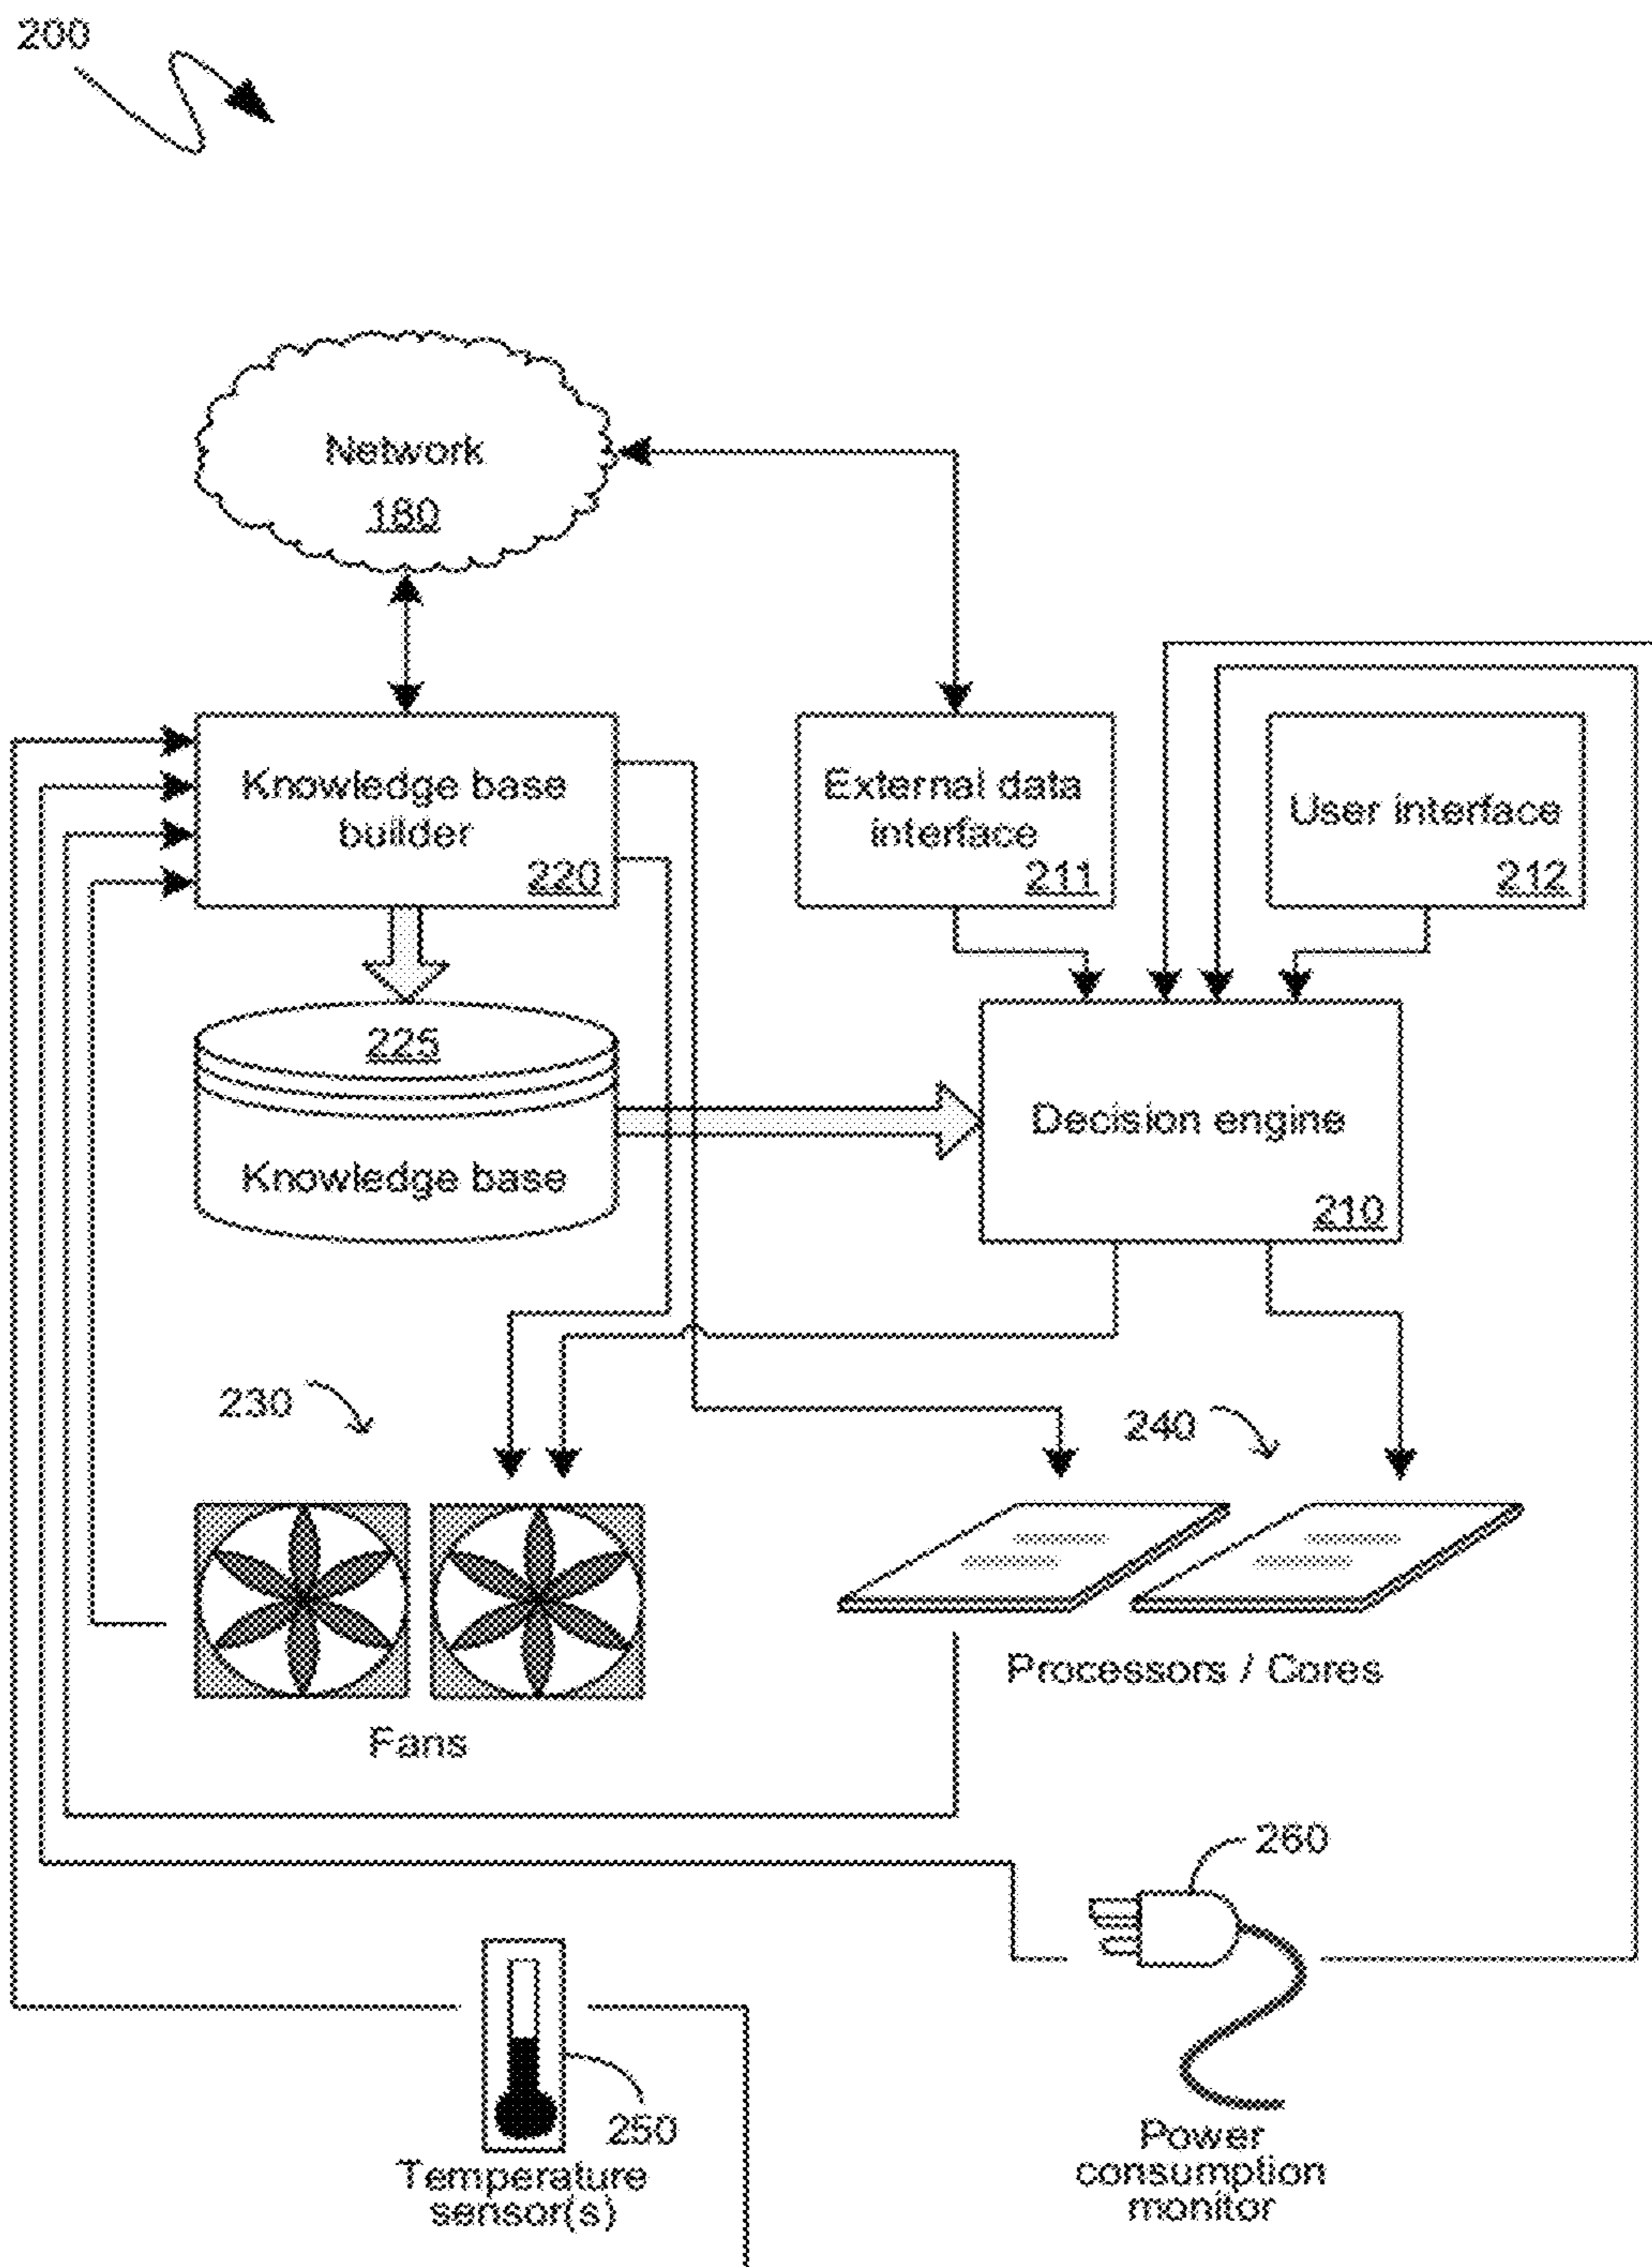 200
Network
180
Knowledge base
builder
220
External data
interface
211
User interface
212
225
Knowledge base
Decision engine
210
230
240
Fans
Processors / Cores
260
250
Temperature
sensor(s)
Power
consumption
monitor